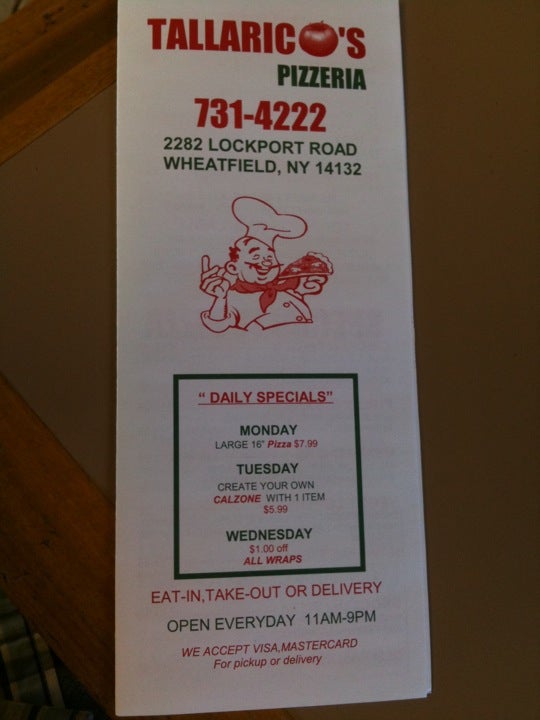 TALLARICO'S
PIZZERIA
731-4222
2282 LOCKPORT ROAD
WHEATFIELD, NY 14132
" DAILY SPECIALS"
MONDAY
LARGE 16" Pizza $7.99
TUESDAY
CREATE YOUR OWN
CALZONE WITH 1 ITEM
$5.99
WEDNESDAY
$1.00 off
ALL WRAPS
EAT-IN,TAKE-OUT OR DELIVERY
OPEN EVERYDAY 11AM-9PM
WE ACCEPT VISA,MASTERCARD
For pickup or delivery